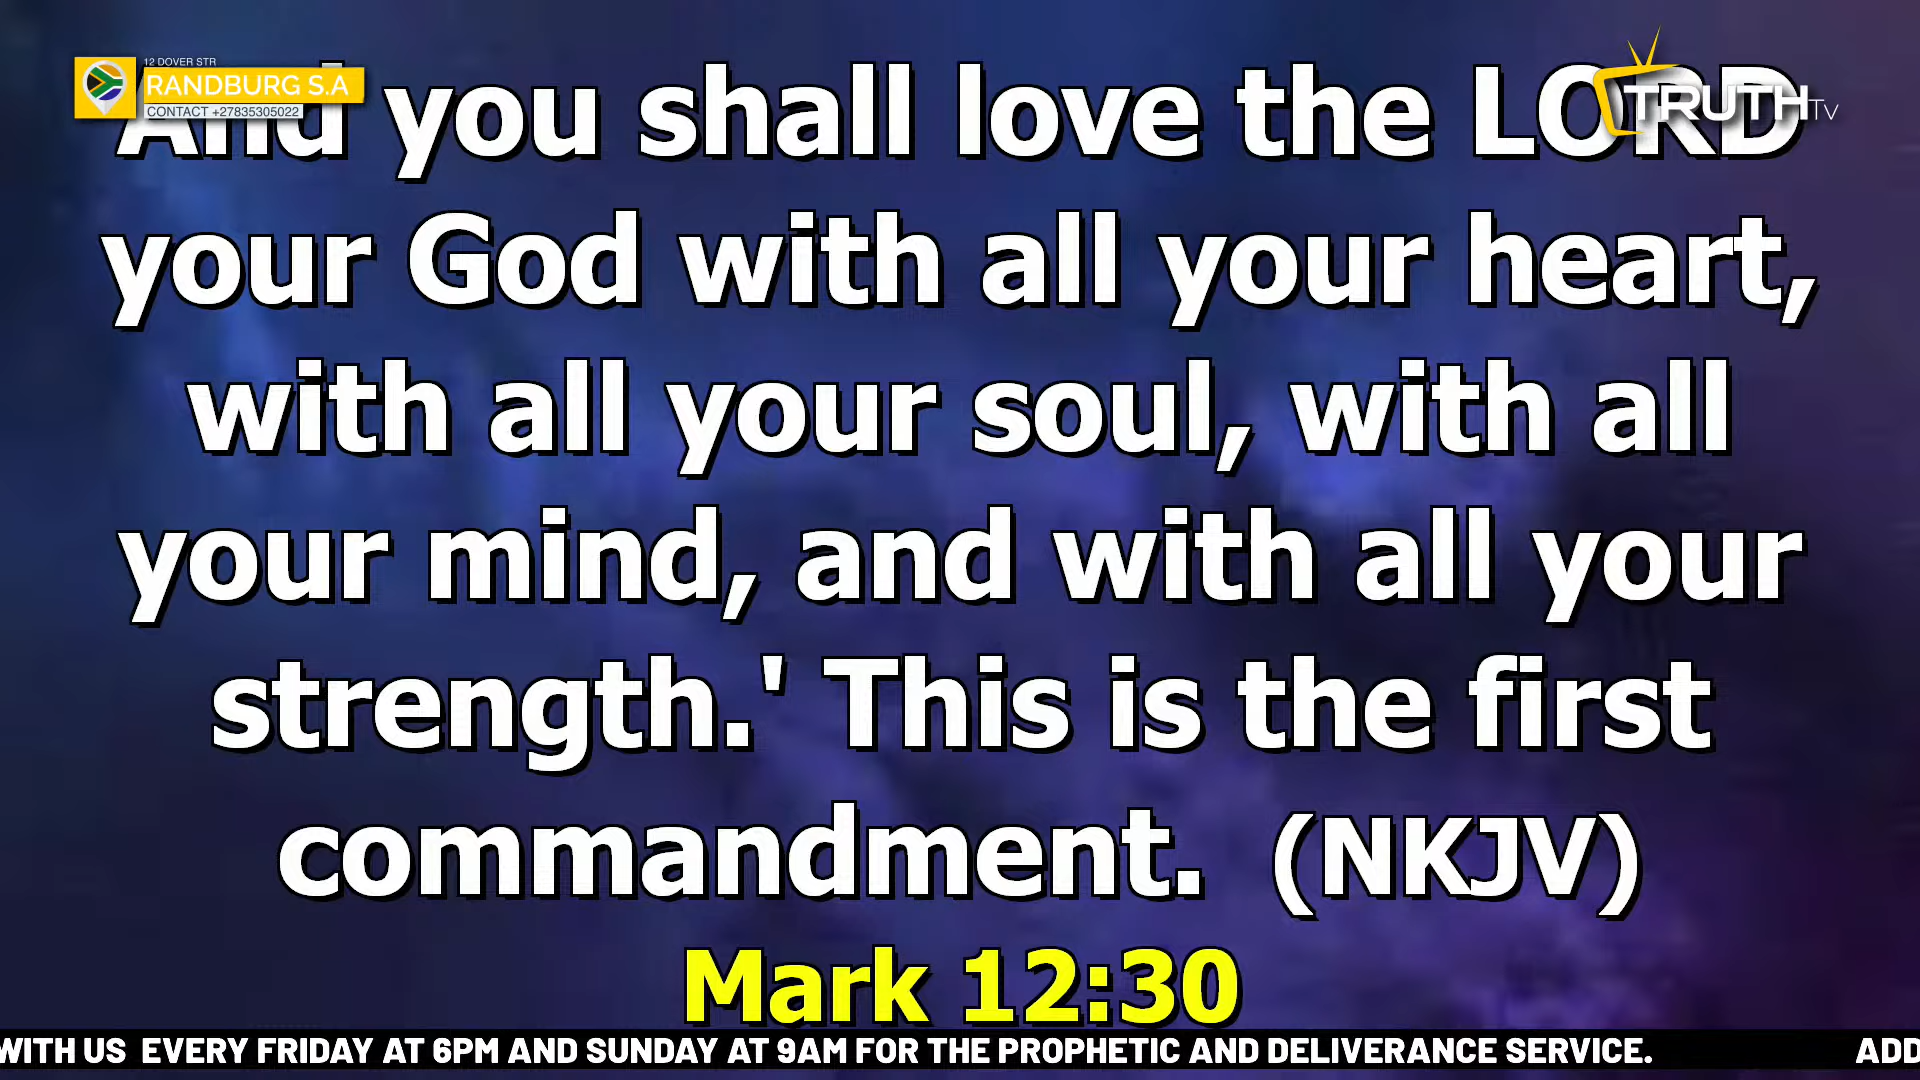 12 DOVER STR
RANDBURG S.A
CONTACT +27835305022
TRUTH TV
And you shall love the LORD
your God with all your heart,
with all your soul, with all
your mind, and with all your
strength.' This is the first
commandment. (NKJV)
Mark 12:30
WITH US EVERY FRIDAY AT 6PM AND SUNDAY AT 9AM FOR THE PROPHETIC AND DELIVERANCE SERVICE. ADD